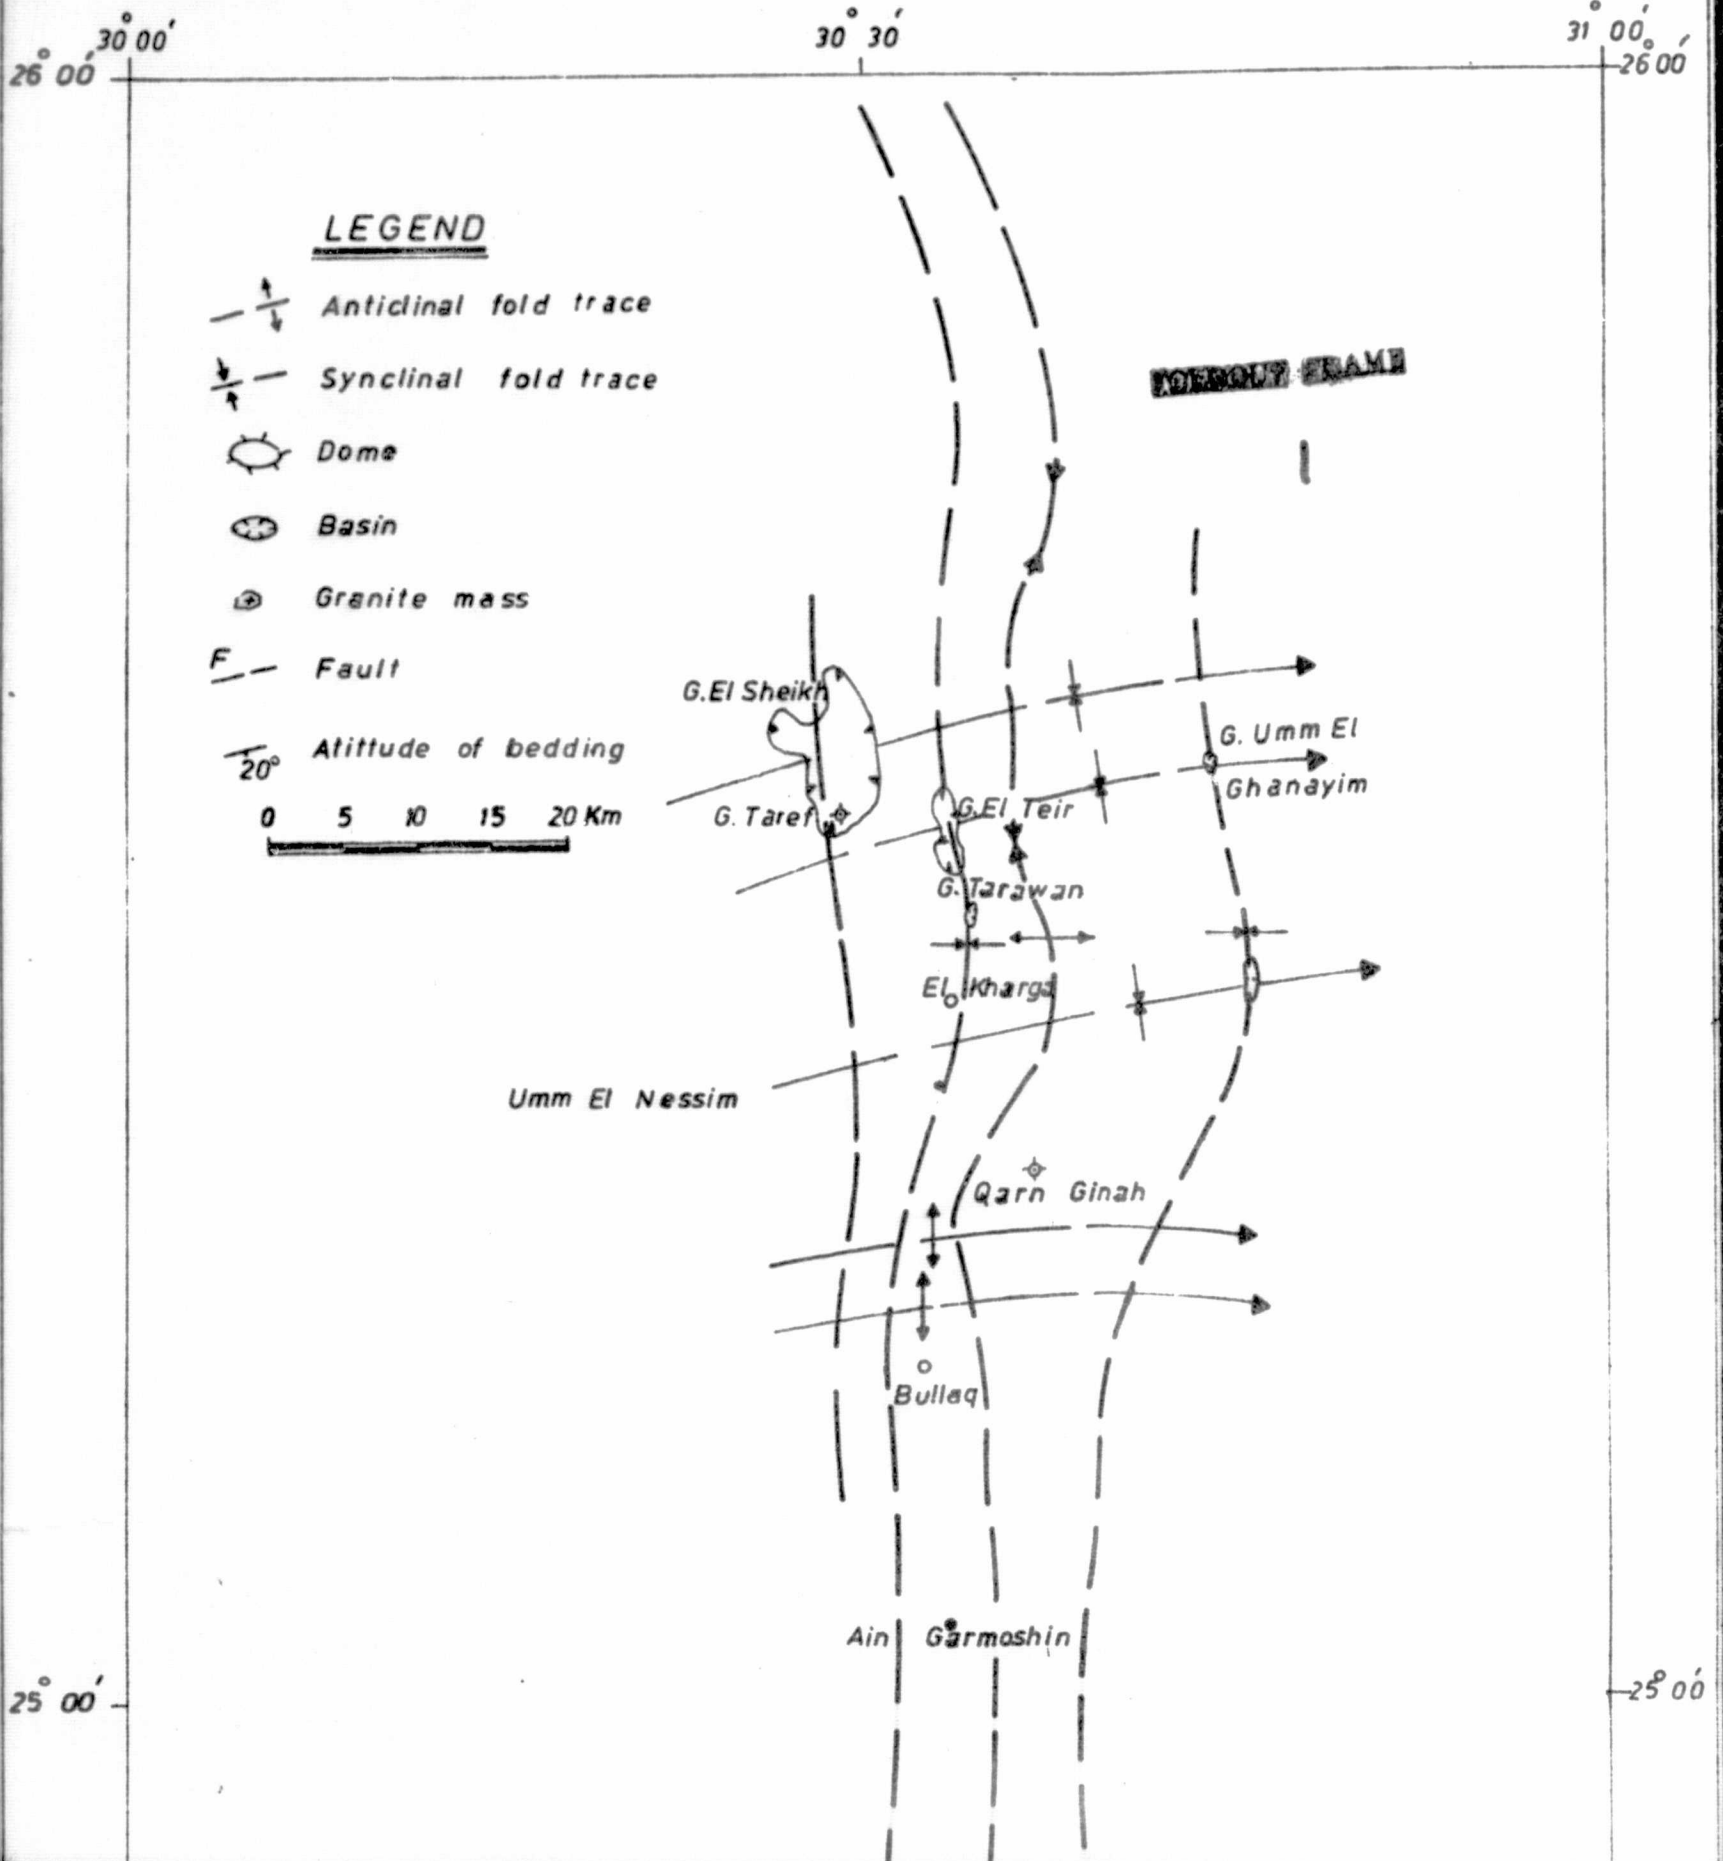 30° 00′
30° 30′
31° 00′
26° 00′
26° 00′
LEGEND
Anticlinal fold trace
Synclinal fold trace
Dome
Basin
Granite mass
F
Fault
20°
Atittude of bedding
0 5 10 15 20 Km
G. El Sheikh
G. Umm El
Ghanayim
G. Taref
G. El Teir
G. Tarawan
El Kharga
Umm El Nessim
Qarn Ginah
Bullaq
Ain Garmoshin
25° 00′
25° 00